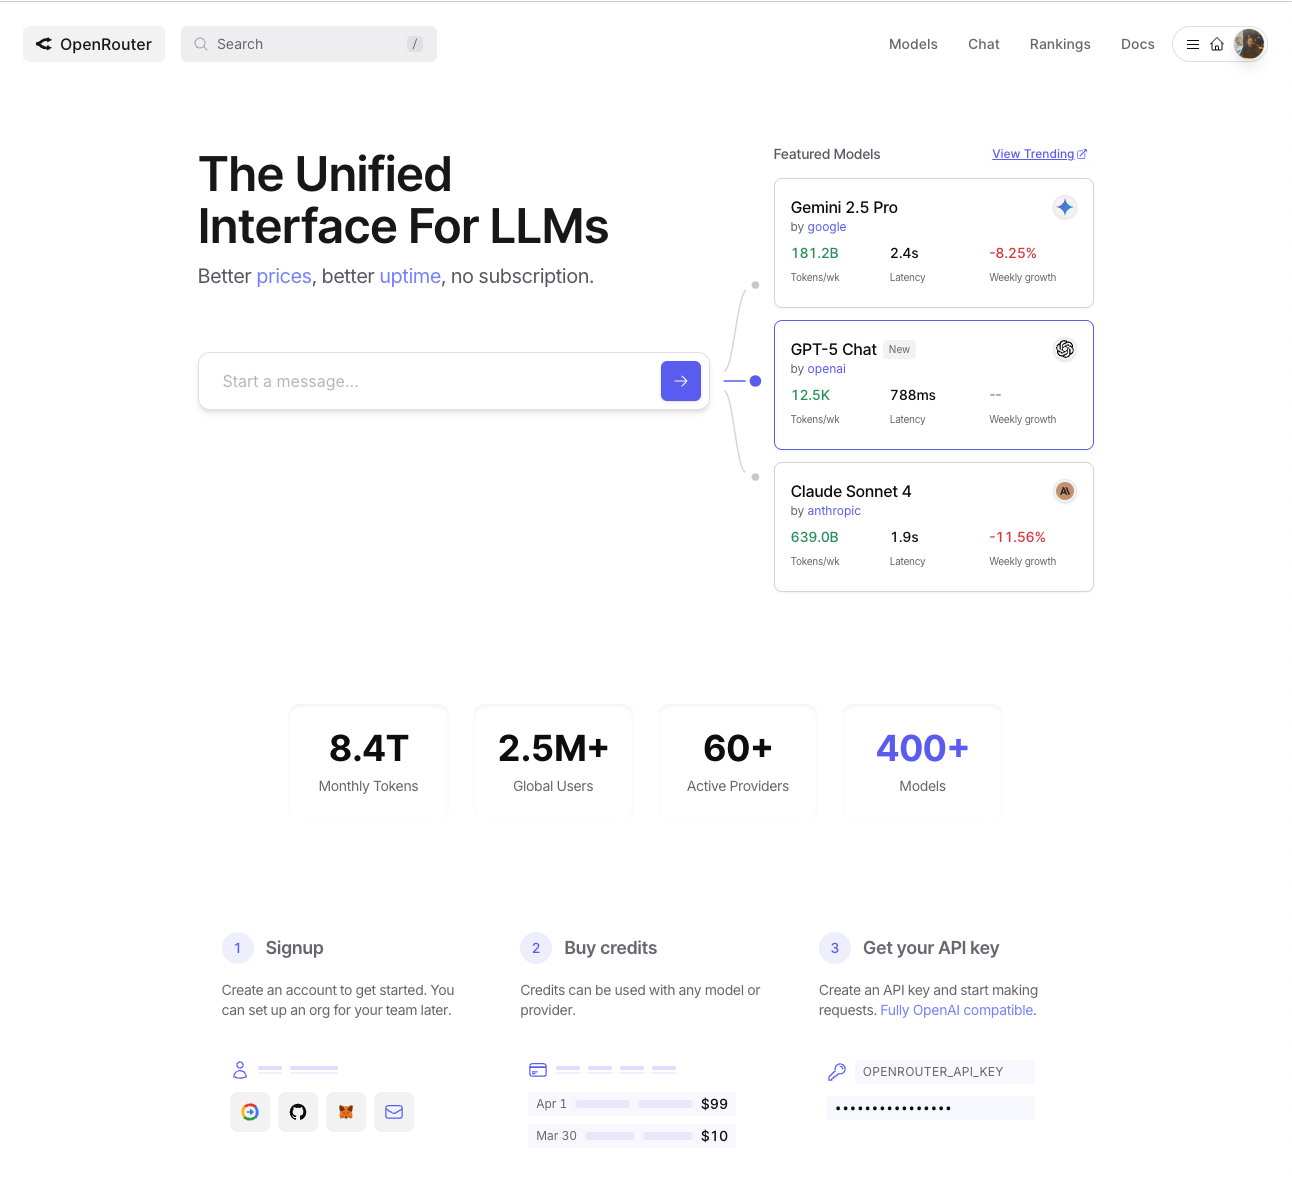 OpenRouter
Search
/
Models
Chat
Rankings
Docs
The Unified
Interface For LLMs
Better prices, better uptime, no subscription.
Start a message...
Featured Models
View Trending
Gemini 2.5 Pro
by google
181.2B
2.4s
-8.25%
Tokens/wk
Latency
Weekly growth
GPT-5 Chat New
by openai
12.5K
788ms
--
Tokens/wk
Latency
Weekly growth
Claude Sonnet 4
by anthropic
639.0B
1.9s
-11.56%
Tokens/wk
Latency
Weekly growth
8.4T
Monthly Tokens
2.5M+
Global Users
60+
Active Providers
400+
Models
1 Signup
Create an account to get started. You
can set up an org for your team later.
2 Buy credits
Credits can be used with any model or
provider.
Apr 1 $99
Mar 30 $10
3 Get your API key
Create an API key and start making
requests. Fully OpenAI compatible.
OPENROUTER_API_KEY
••••••••••••••••